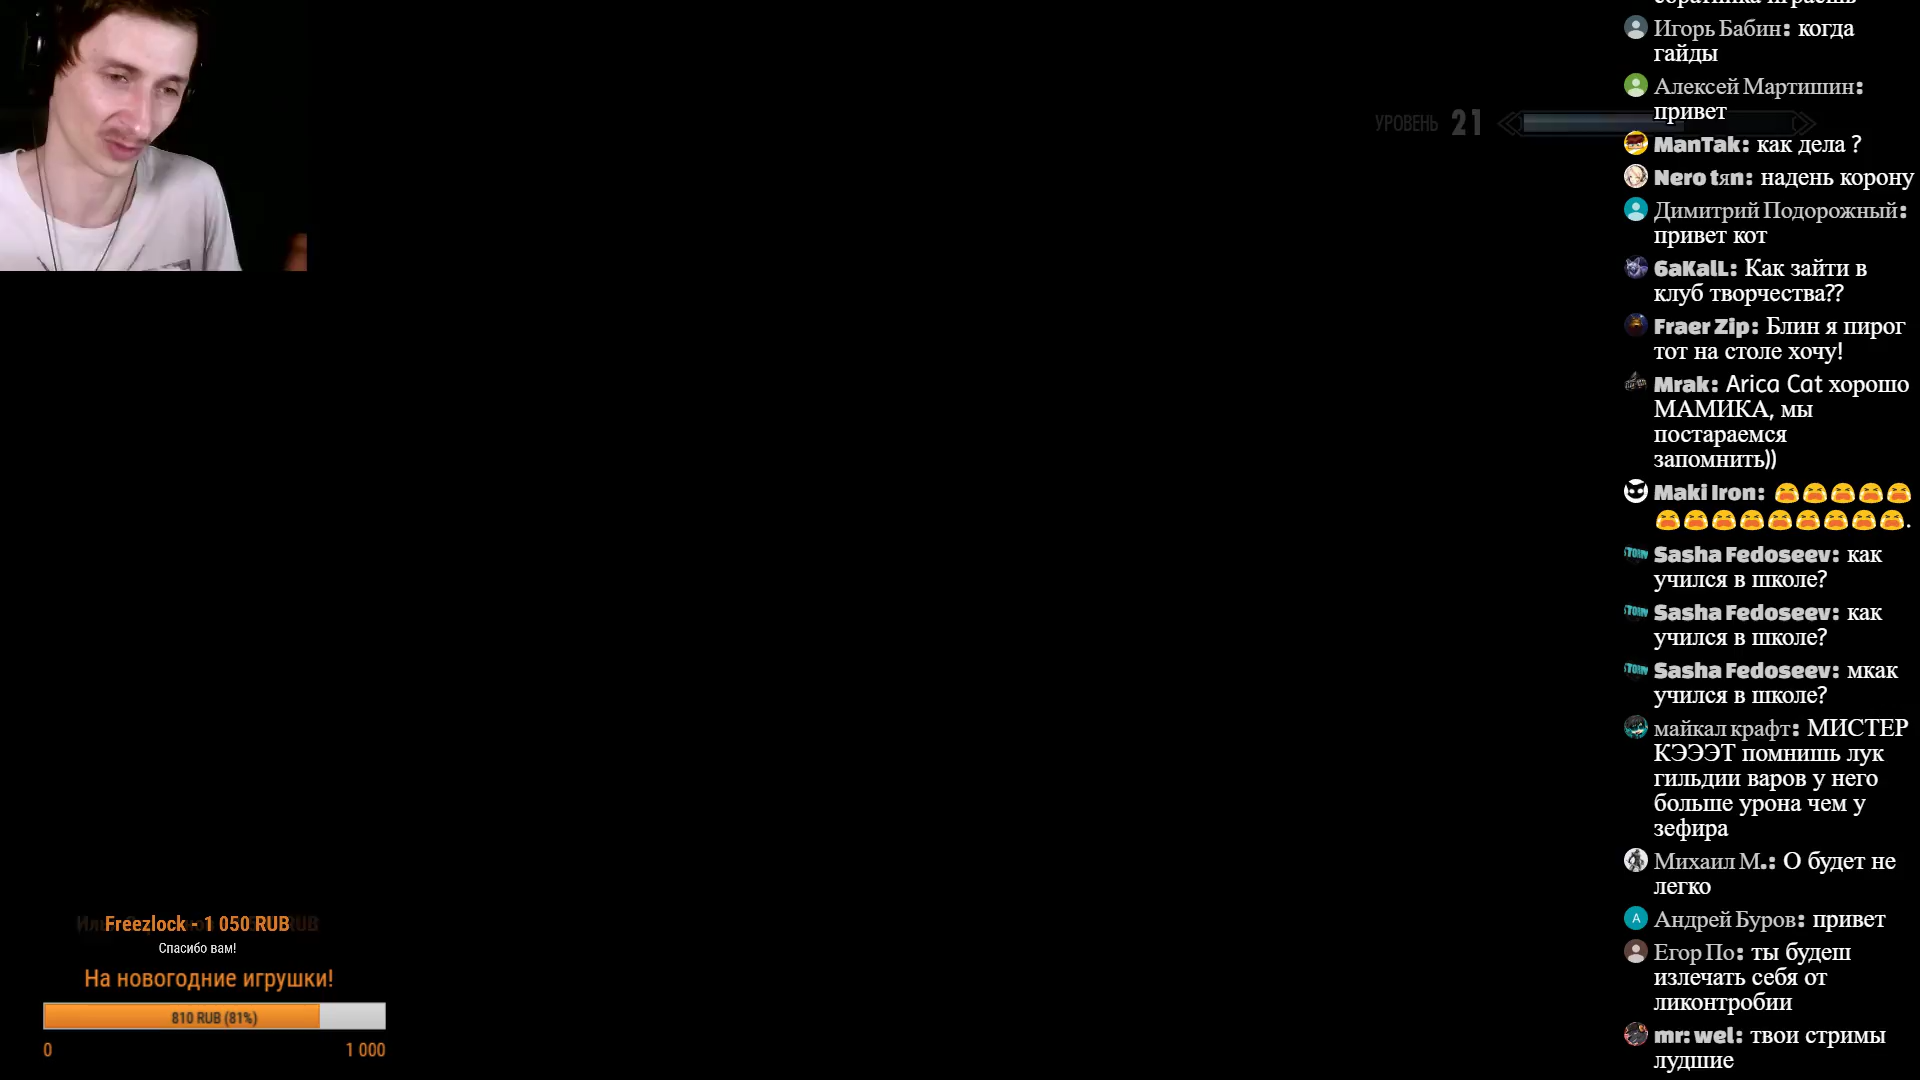 Игорь Бабин: когда
гайды
Алексей Мартишин:
привет
УРОВЕНЬ 21
ManTak: как дела ?
Nero tян: надень корону
Димитрий Подорожный:
привет кот
6aKalL: Как зайти в
клуб творчества??
Fraer Zip: Блин я пирог
тот на столе хочу!
Mrak: Arica Cat хорошо
МАМИКА, мы
постараемся
запомнить))
Maki Iron: 😫😫😫😫😫
😫😫😫😫😫😫😫😫😫.
Sasha Fedoseev: как
учился в школе?
Sasha Fedoseev: как
учился в школе?
Sasha Fedoseev: мкак
учился в школе?
майкал крафт: МИСТЕР
КЭЭЭТ помнишь лук
гильдии варов у него
больше урона чем у
зефира
Михаил М.: О будет не
легко
Андрей Буров: привет
Егор По: ты будеш
излечать себя от
ликонтробии
mr: wel: твои стримы
лудшие
Freezlock - 1 050 RUB
Спасибо вам!
На новогодние игрушки!
810 RUB (81%)
0 1 000